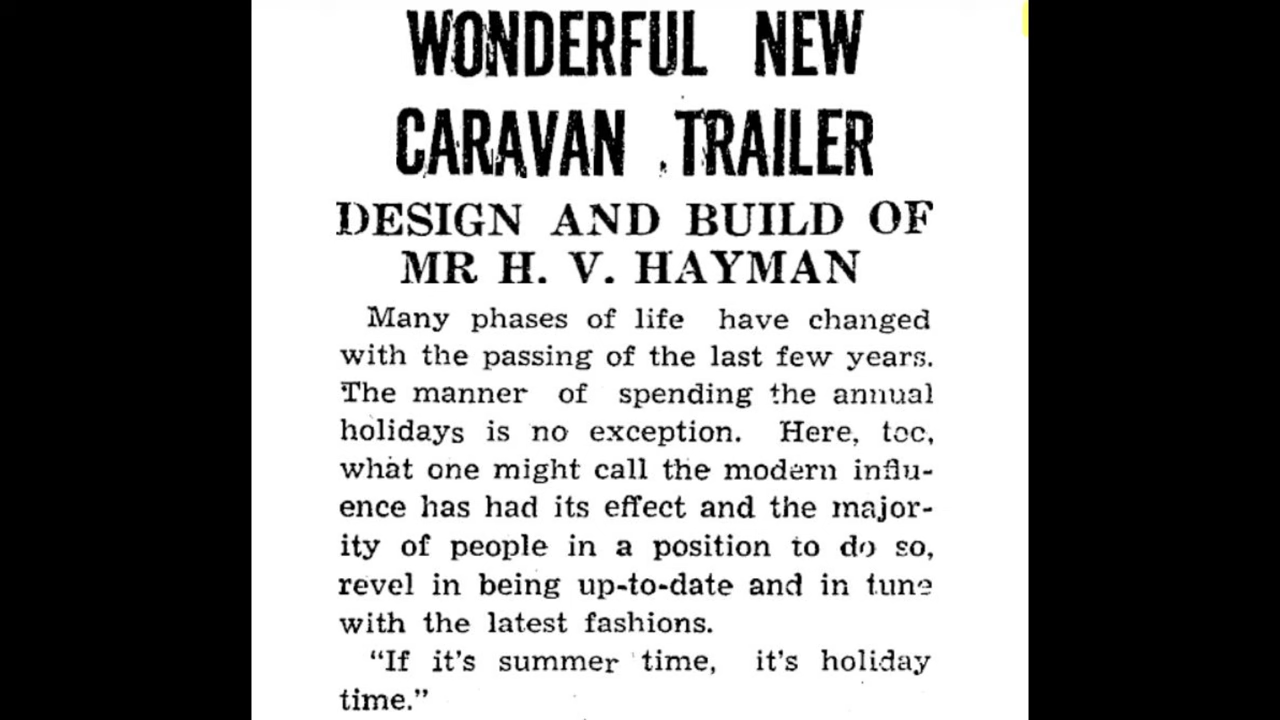 WONDERFUL NEW
CARAVAN TRAILER
DESIGN AND BUILD OF
MR H. V. HAYMAN
Many phases of life have changed
with the passing of the last few years.
The manner of spending the annual
holidays is no exception. Here, too,
what one might call the modern influ-
ence has had its effect and the major-
ity of people in a position to do so,
revel in being up-to-date and in tune
with the latest fashions.
"If it's summer time, it's holiday
time."